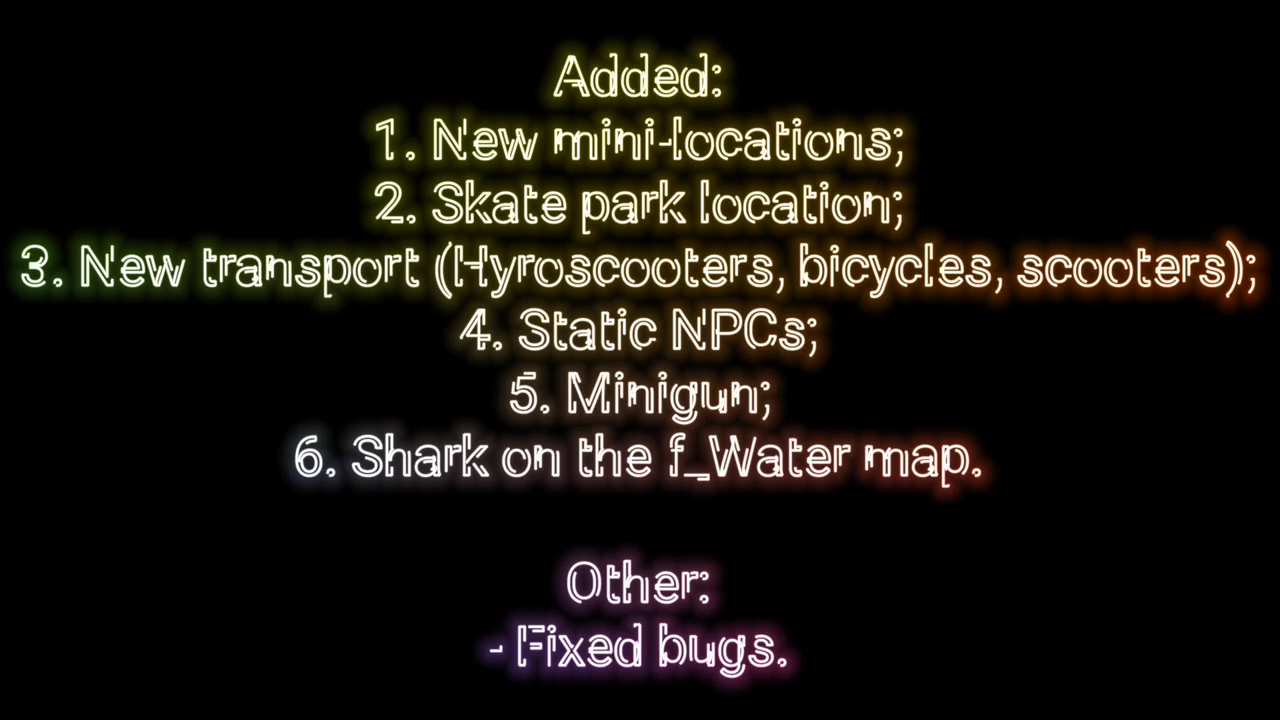 Added:
1. New mini-locations;
2. Skate park location;
3. New transport (Hyroscooters, bicycles, scooters);
4. Static NPCs;
5. Minigun;
6. Shark on the f_Water map.
Other:
- Fixed bugs.